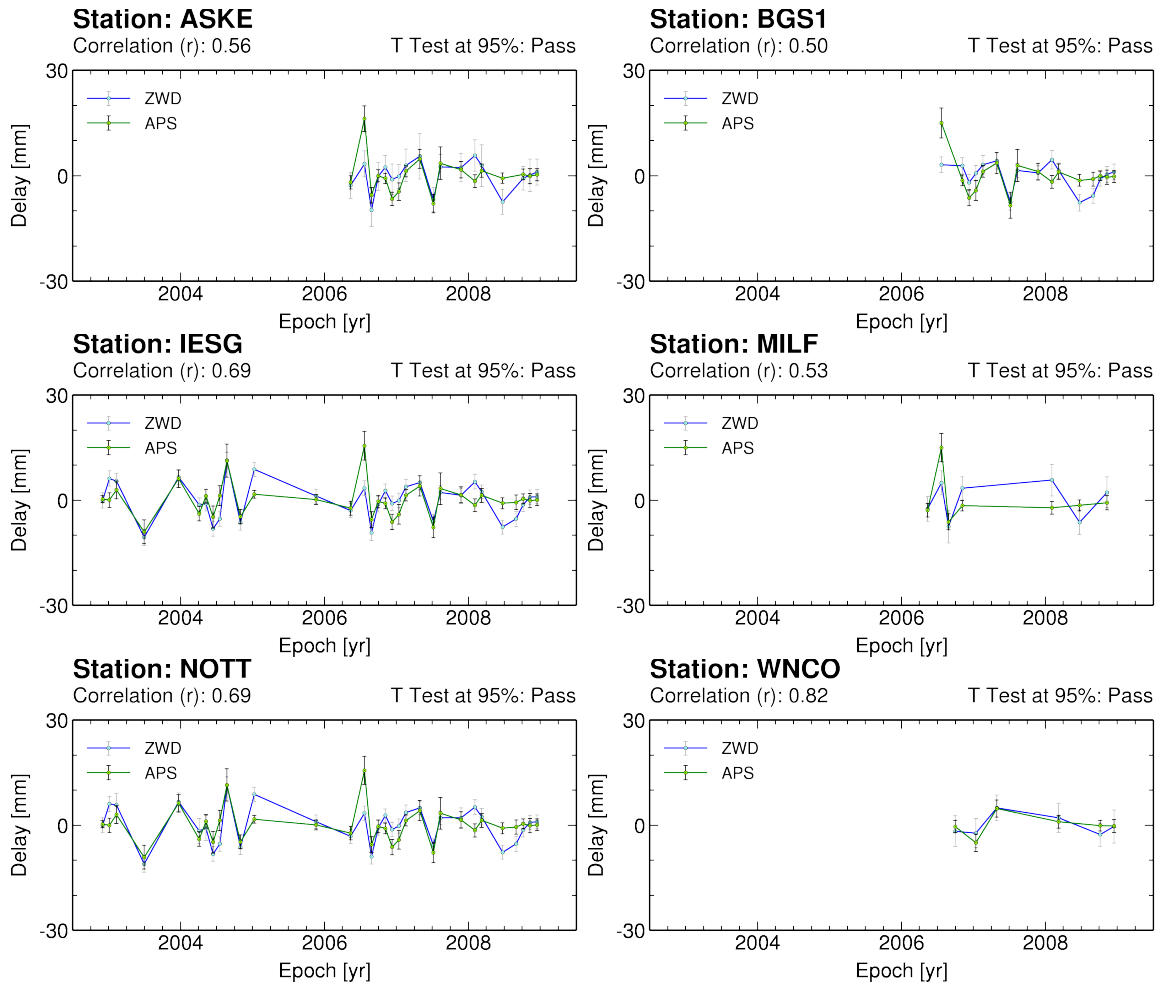 Station: ASKE
Correlation (r): 0.56 T Test at 95%: Pass
30
ZWD
APS
Delay [mm]
0
-30
2004 2006 2008
Epoch [yr]
Station: BGS1
Correlation (r): 0.50 T Test at 95%: Pass
30
ZWD
APS
Delay [mm]
0
-30
2004 2006 2008
Epoch [yr]
Station: IESG
Correlation (r): 0.69 T Test at 95%: Pass
30
ZWD
APS
Delay [mm]
0
-30
2004 2006 2008
Epoch [yr]
Station: MILF
Correlation (r): 0.53 T Test at 95%: Pass
30
ZWD
APS
Delay [mm]
0
-30
2004 2006 2008
Epoch [yr]
Station: NOTT
Correlation (r): 0.69 T Test at 95%: Pass
30
ZWD
APS
Delay [mm]
0
-30
2004 2006 2008
Epoch [yr]
Station: WNCO
Correlation (r): 0.82 T Test at 95%: Pass
30
ZWD
APS
Delay [mm]
0
-30
2004 2006 2008
Epoch [yr]